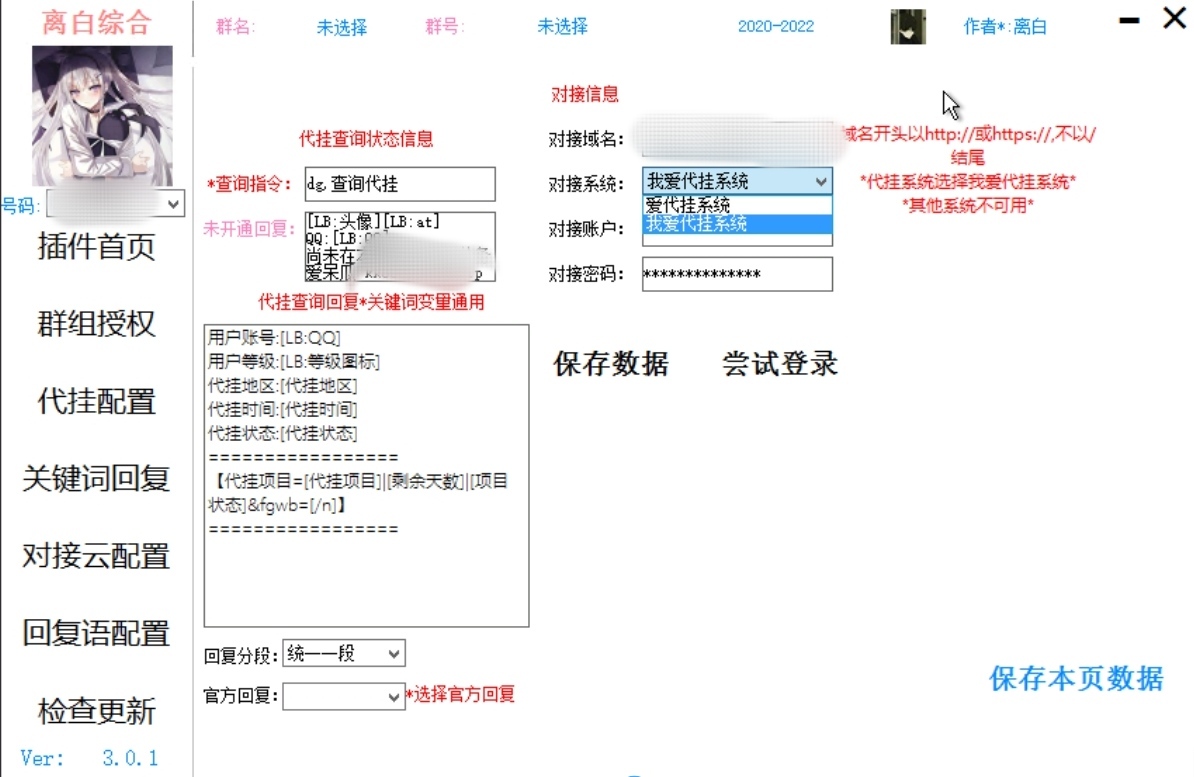 离白综合
群名:
未选择
群号:
未选择
2020-2022
作者*:离白
号码:
插件首页
群组授权
代挂配置
关键词回复
对接云配置
回复语配置
检查更新
Ver: 3.0.1
代挂查询状态信息
*查询指令:
dg,查询代挂
未开通回复:
[LB:头像][LB:at]
QQ:[LB:
尚未在
爱呆瓜
代挂查询回复*关键词变量通用
用户账号:[LB:QQ]
用户等级:[LB:等级图标]
代挂地区:[代挂地区]
代挂时间:[代挂时间]
代挂状态:[代挂状态]
=================
【代挂项目=[代挂项目]|[剩余天数]|[项目
状态]&fgwb=[/n]】
=================
回复分段:
统一一段
官方回复:
*选择官方回复
对接信息
对接域名:
域名开头以http://或https://,不以/
结尾
*代挂系统选择我爱代挂系统*
*其他系统不可用*
对接系统:
我爱代挂系统
爱代挂系统
我爱代挂系统
对接账户:
对接密码:
**************
保存数据
尝试登录
保存本页数据